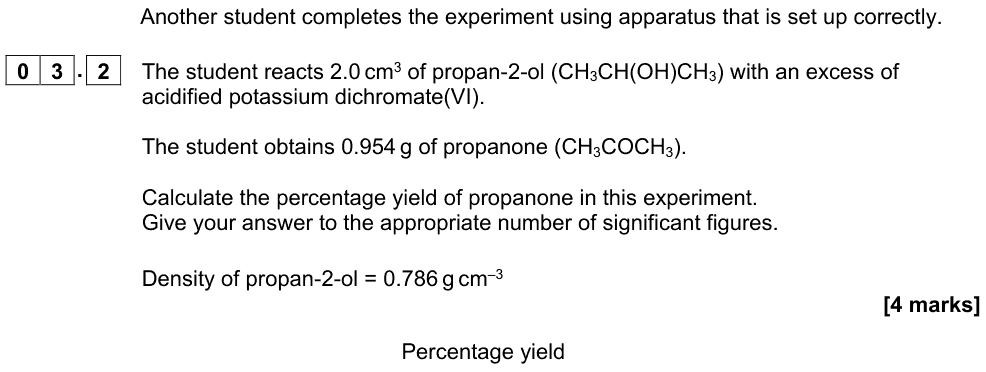 Another student completes the experiment using apparatus that is set up correctly.
0 3 . 2 The student reacts 2.0 cm³ of propan-2-ol (CH₃CH(OH)CH₃) with an excess of
acidified potassium dichromate(VI).
The student obtains 0.954 g of propanone (CH₃COCH₃).
Calculate the percentage yield of propanone in this experiment.
Give your answer to the appropriate number of significant figures.
Density of propan-2-ol = 0.786 g cm⁻³
[4 marks]
Percentage yield